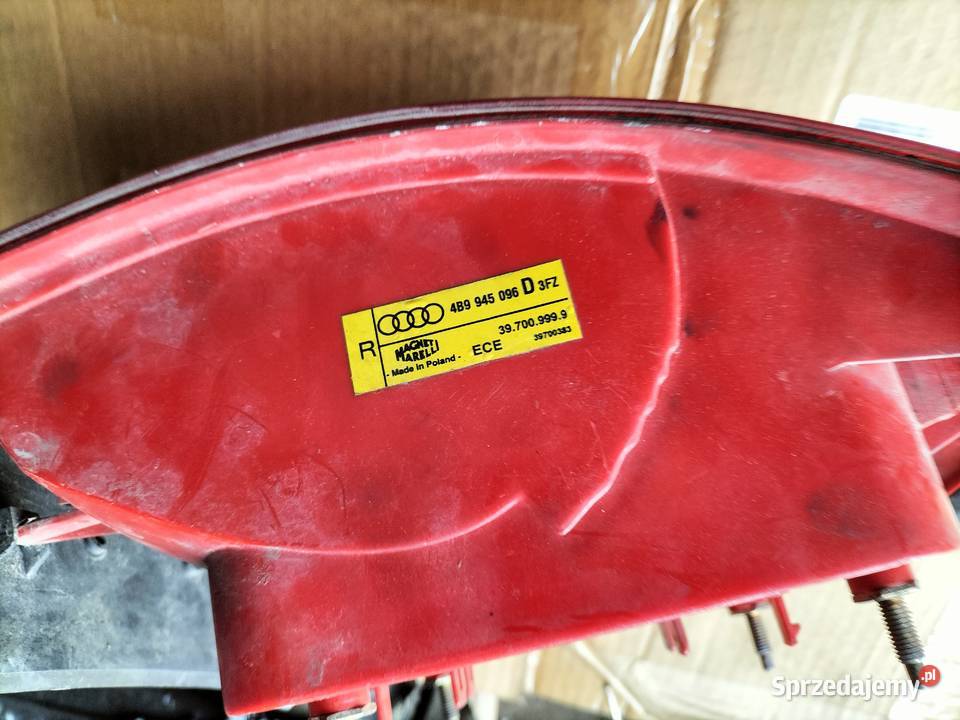 4B9 945 096 D 3FZ
R
39.700.999.9
MAGNETI MARELLI
ECE
39700383
- Made in Poland -
Sprzedajemy.pl